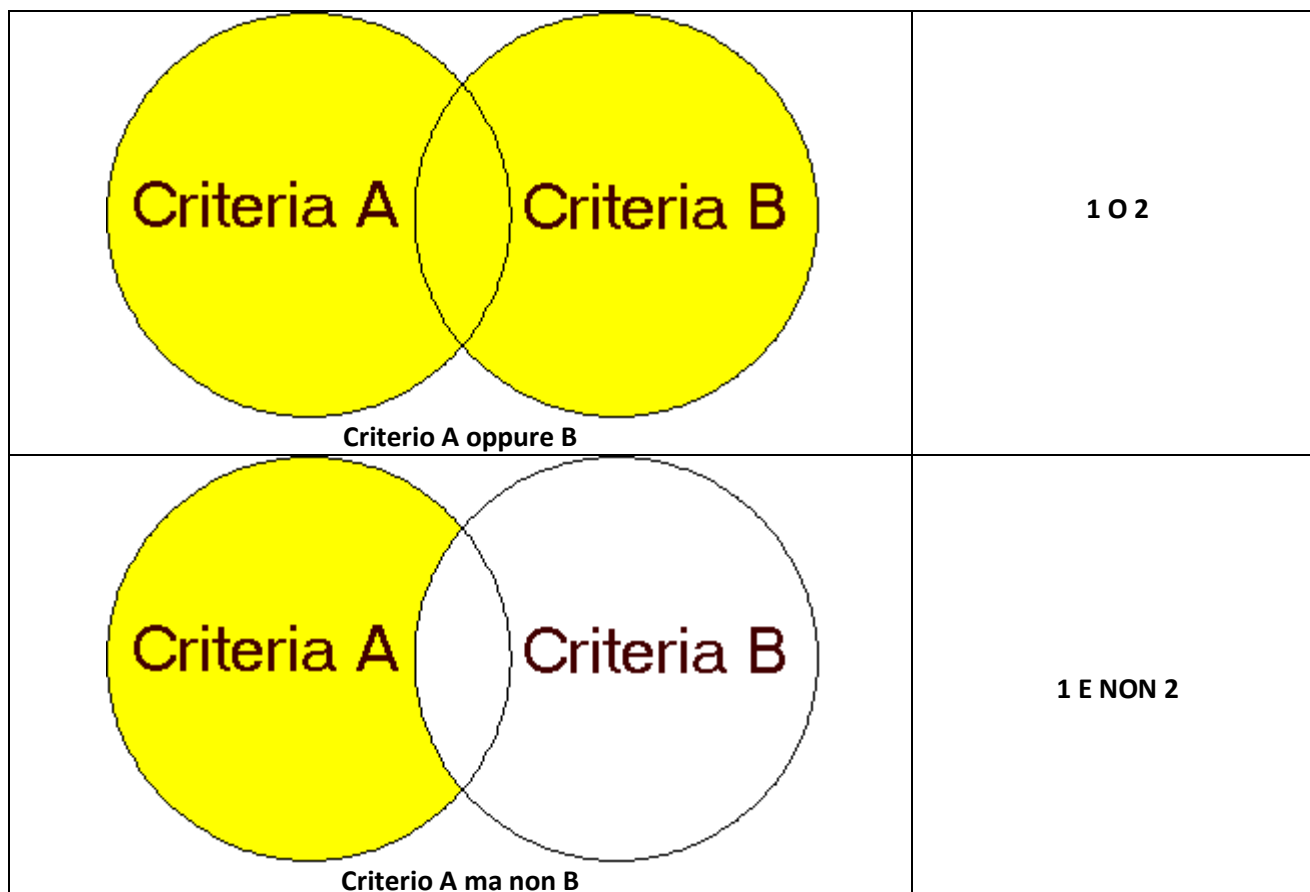 Criteria A Criteria B
1 O 2
Criterio A oppure B
Criteria A Criteria B
1 E NON 2
Criterio A ma non B